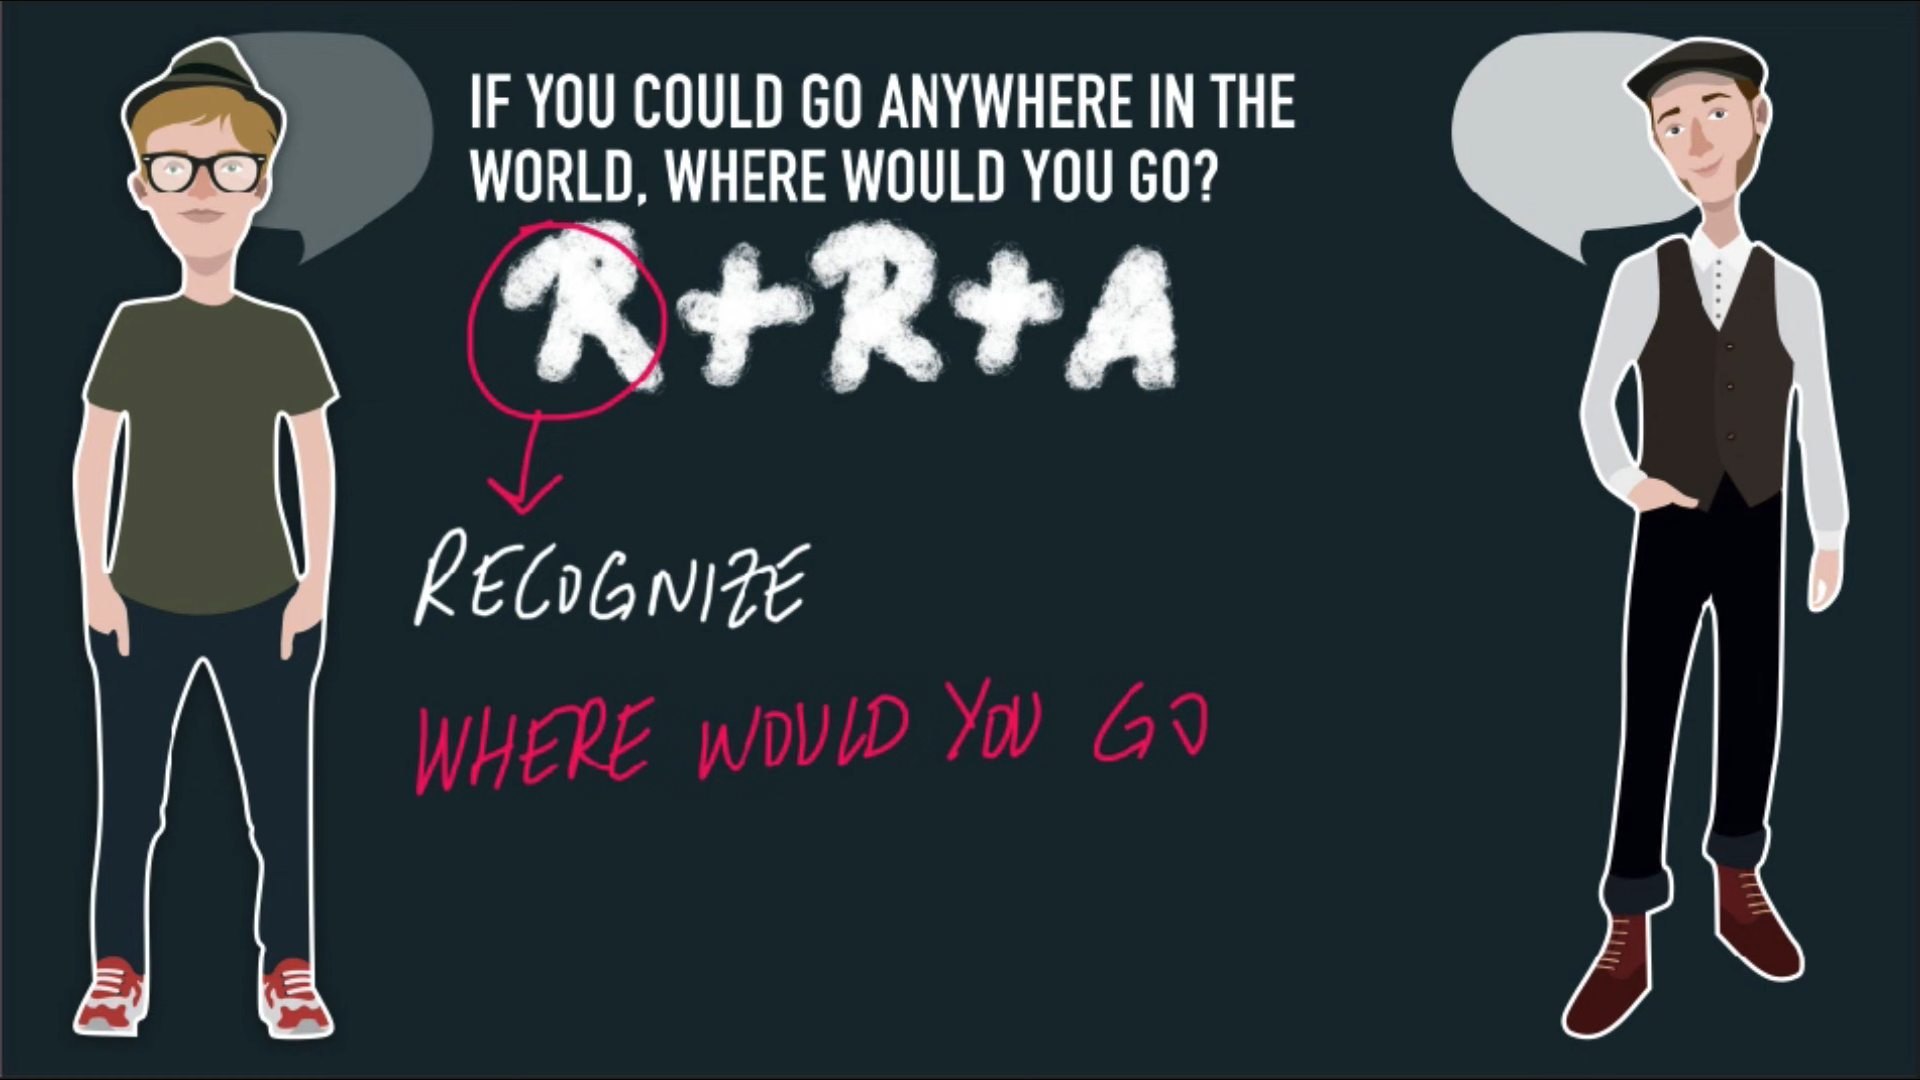 IF YOU COULD GO ANYWHERE IN THE
WORLD, WHERE WOULD YOU GO?
R+R+A
RECOGNIZE
WHERE WOULD YOU GO